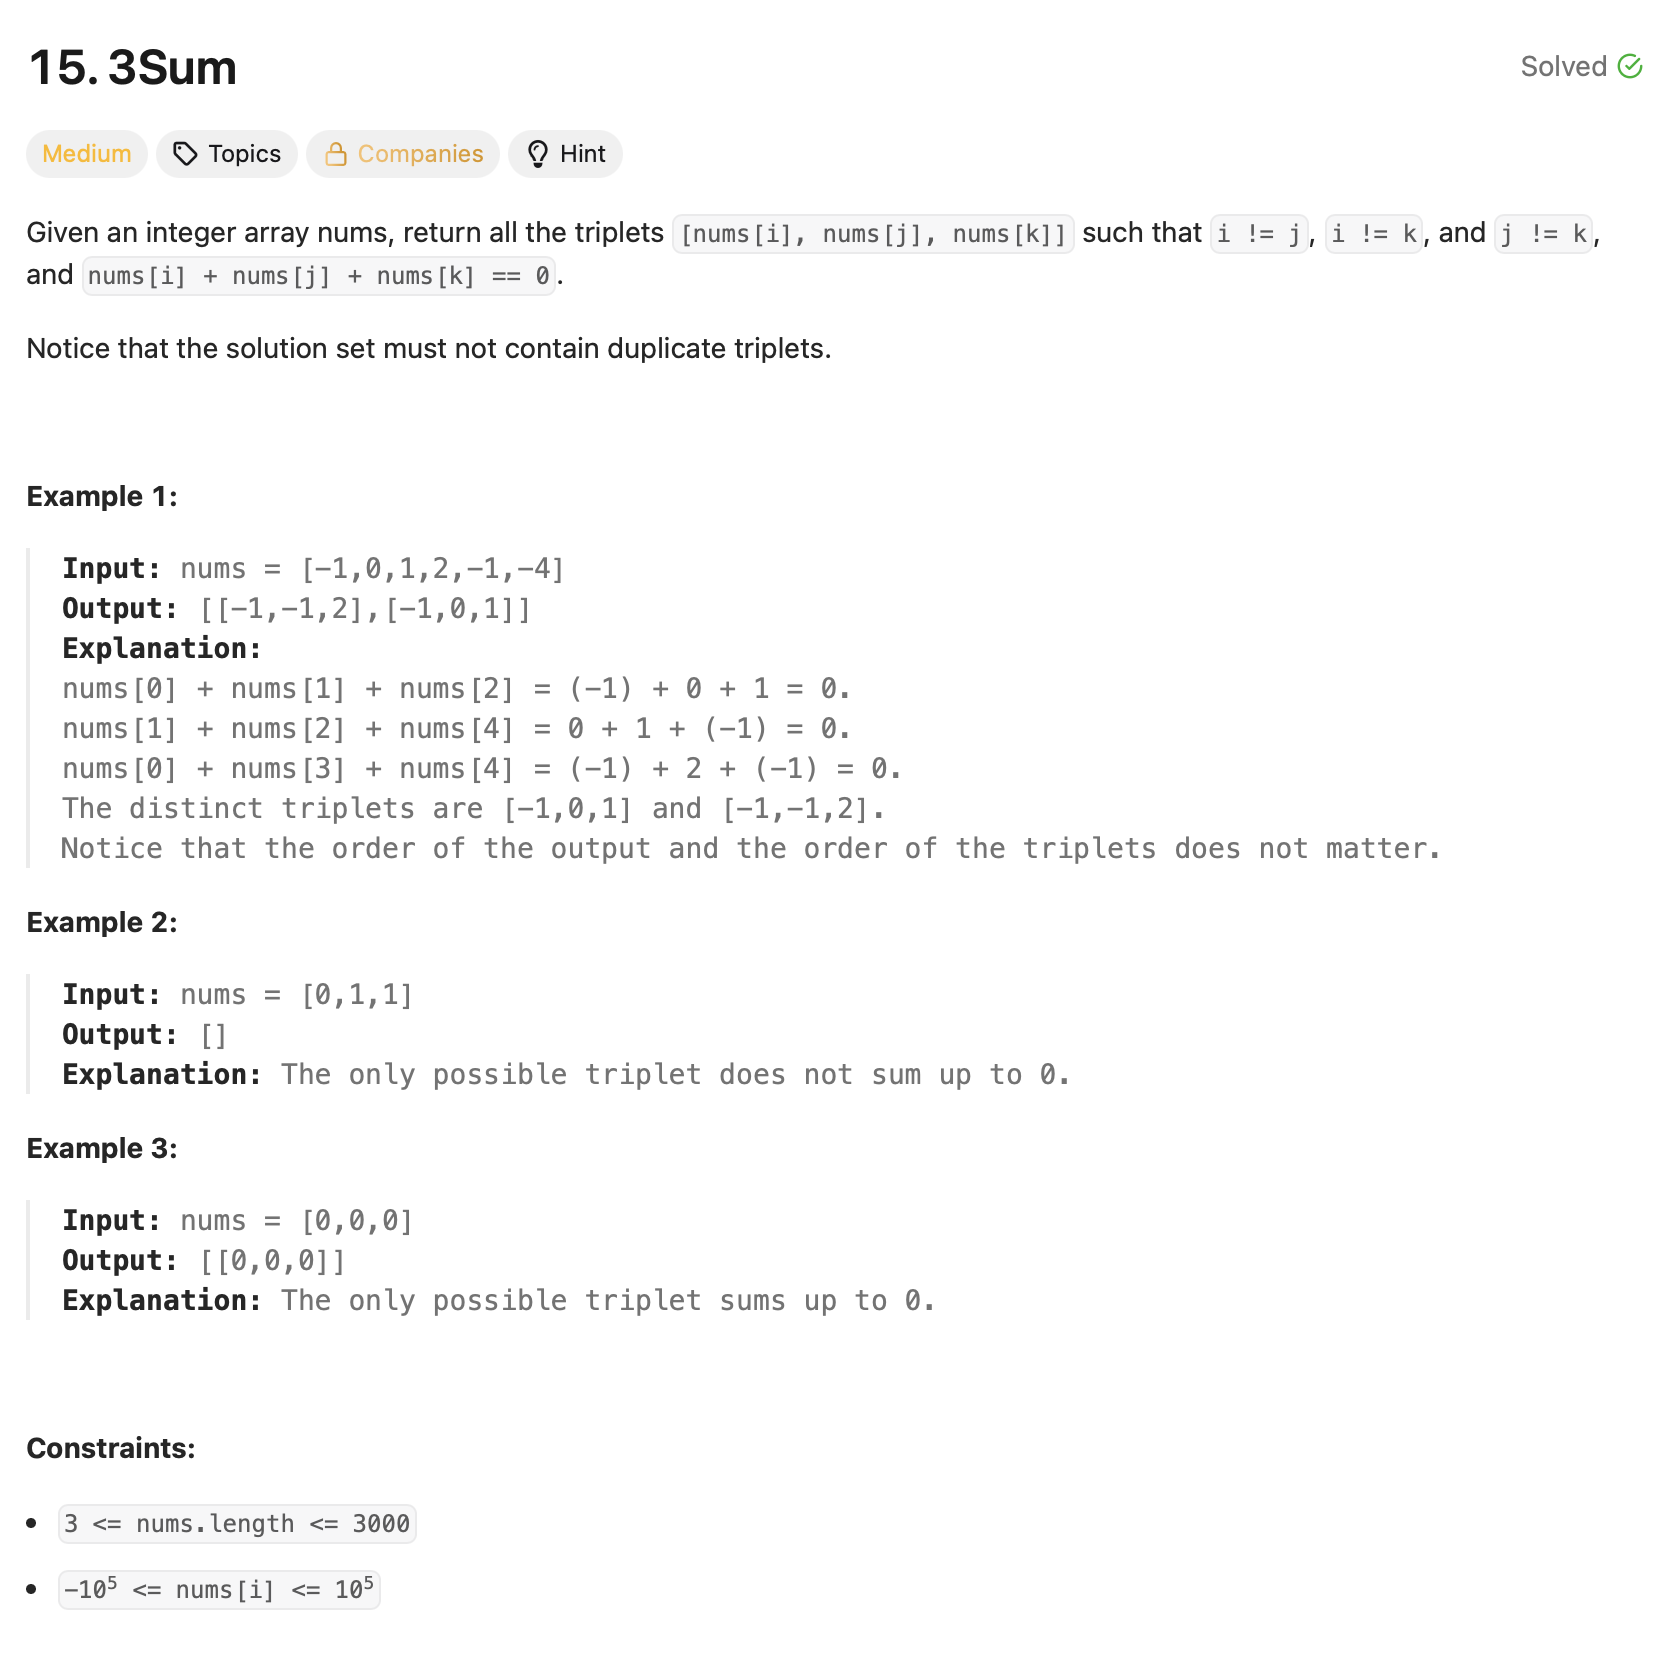 15. 3Sum
Solved
Medium Topics Companies Hint
Given an integer array nums, return all the triplets [nums[i], nums[j], nums[k]] such that i != j, i != k, and j != k,
and nums[i] + nums[j] + nums[k] == 0.
Notice that the solution set must not contain duplicate triplets.
Example 1:
Input: nums = [-1,0,1,2,-1,-4]
Output: [[-1,-1,2],[-1,0,1]]
Explanation:
nums[0] + nums[1] + nums[2] = (-1) + 0 + 1 = 0.
nums[1] + nums[2] + nums[4] = 0 + 1 + (-1) = 0.
nums[0] + nums[3] + nums[4] = (-1) + 2 + (-1) = 0.
The distinct triplets are [-1,0,1] and [-1,-1,2].
Notice that the order of the output and the order of the triplets does not matter.
Example 2:
Input: nums = [0,1,1]
Output: []
Explanation: The only possible triplet does not sum up to 0.
Example 3:
Input: nums = [0,0,0]
Output: [[0,0,0]]
Explanation: The only possible triplet sums up to 0.
Constraints:
• 3 <= nums.length <= 3000
• -10⁵ <= nums[i] <= 10⁵